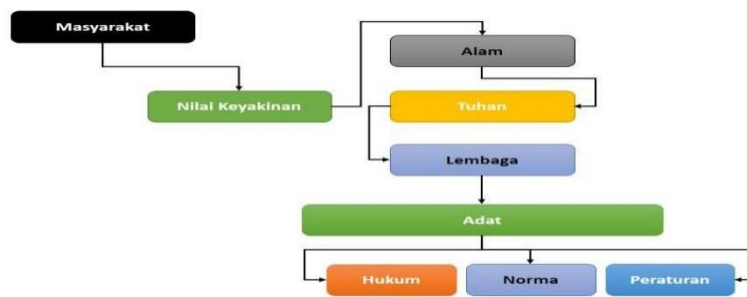 Masyarakat
Alam
Nilai Keyakinan
Tuhan
Lembaga
Adat
Hukum
Norma
Peraturan